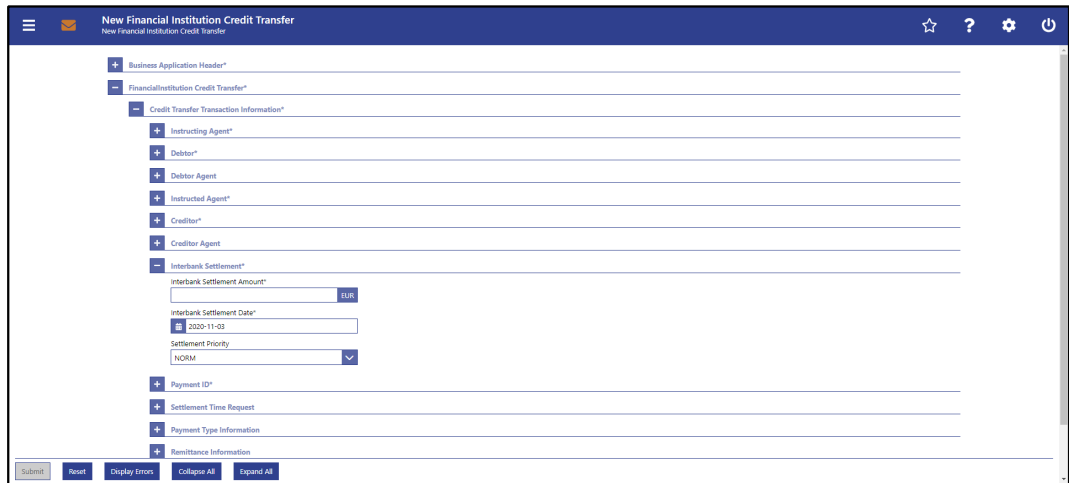 New Financial Institution Credit Transfer
New Financial Institution Credit Transfer
Business Application Header*
FinancialInstitution Credit Transfer*
Credit Transfer Transaction Information*
Instructing Agent*
Debtor*
Debtor Agent
Instructed Agent*
Creditor*
Creditor Agent
Interbank Settlement*
Interbank Settlement Amount*
EUR
Interbank Settlement Date*
2020-11-03
Settlement Priority
NORM
Payment ID*
Settlement Time Request
Payment Type Information
Remittance Information
Submit Reset Display Errors Collapse All Expand All